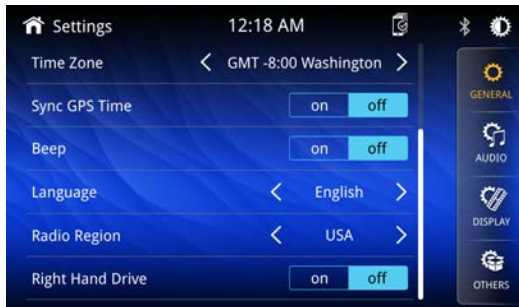 Settings 12:18 AM
Time Zone GMT -8:00 Washington
GENERAL
Sync GPS Time on off
Beep on off
AUDIO
Language English
DISPLAY
Radio Region USA
Right Hand Drive on off
OTHERS